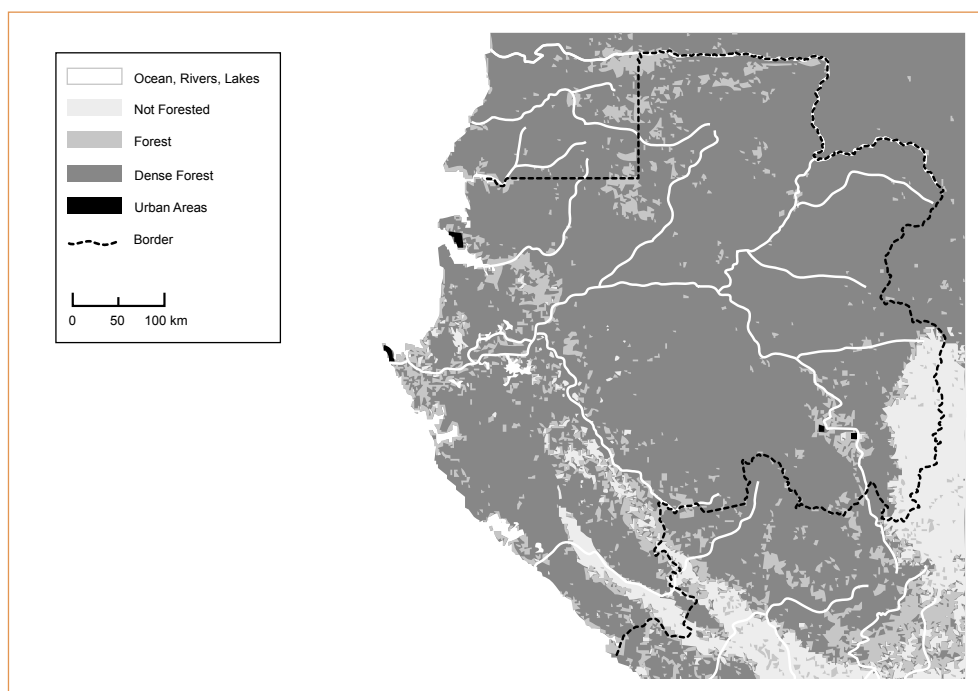 Ocean, Rivers, Lakes
Not Forested
Forest
Dense Forest
Urban Areas
Border
0 50 100 km